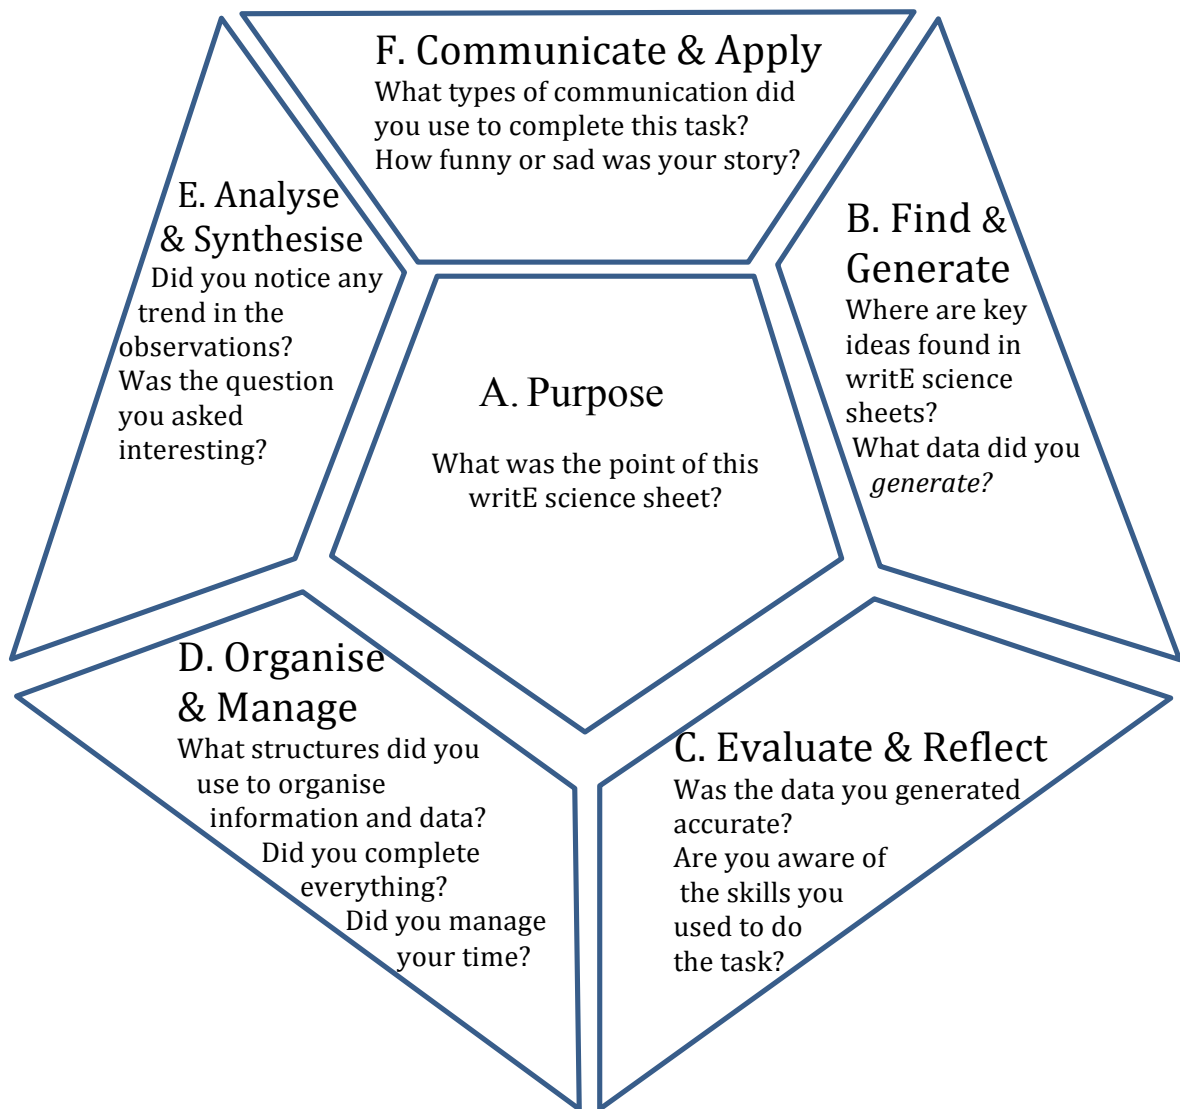 A. Purpose
What was the point of this
writE science sheet?
B. Find &
Generate
Where are key
ideas found in
writE science
sheets?
What data did you
generate?
C. Evaluate & Reflect
Was the data you generated
accurate?
Are you aware of
the skills you
used to do
the task?
D. Organise
& Manage
What structures did you
use to organise
information and data?
Did you complete
everything?
Did you manage
your time?
E. Analyse
& Synthesise
Did you notice any
trend in the
observations?
Was the question
you asked
interesting?
F. Communicate & Apply
What types of communication did
you use to complete this task?
How funny or sad was your story?